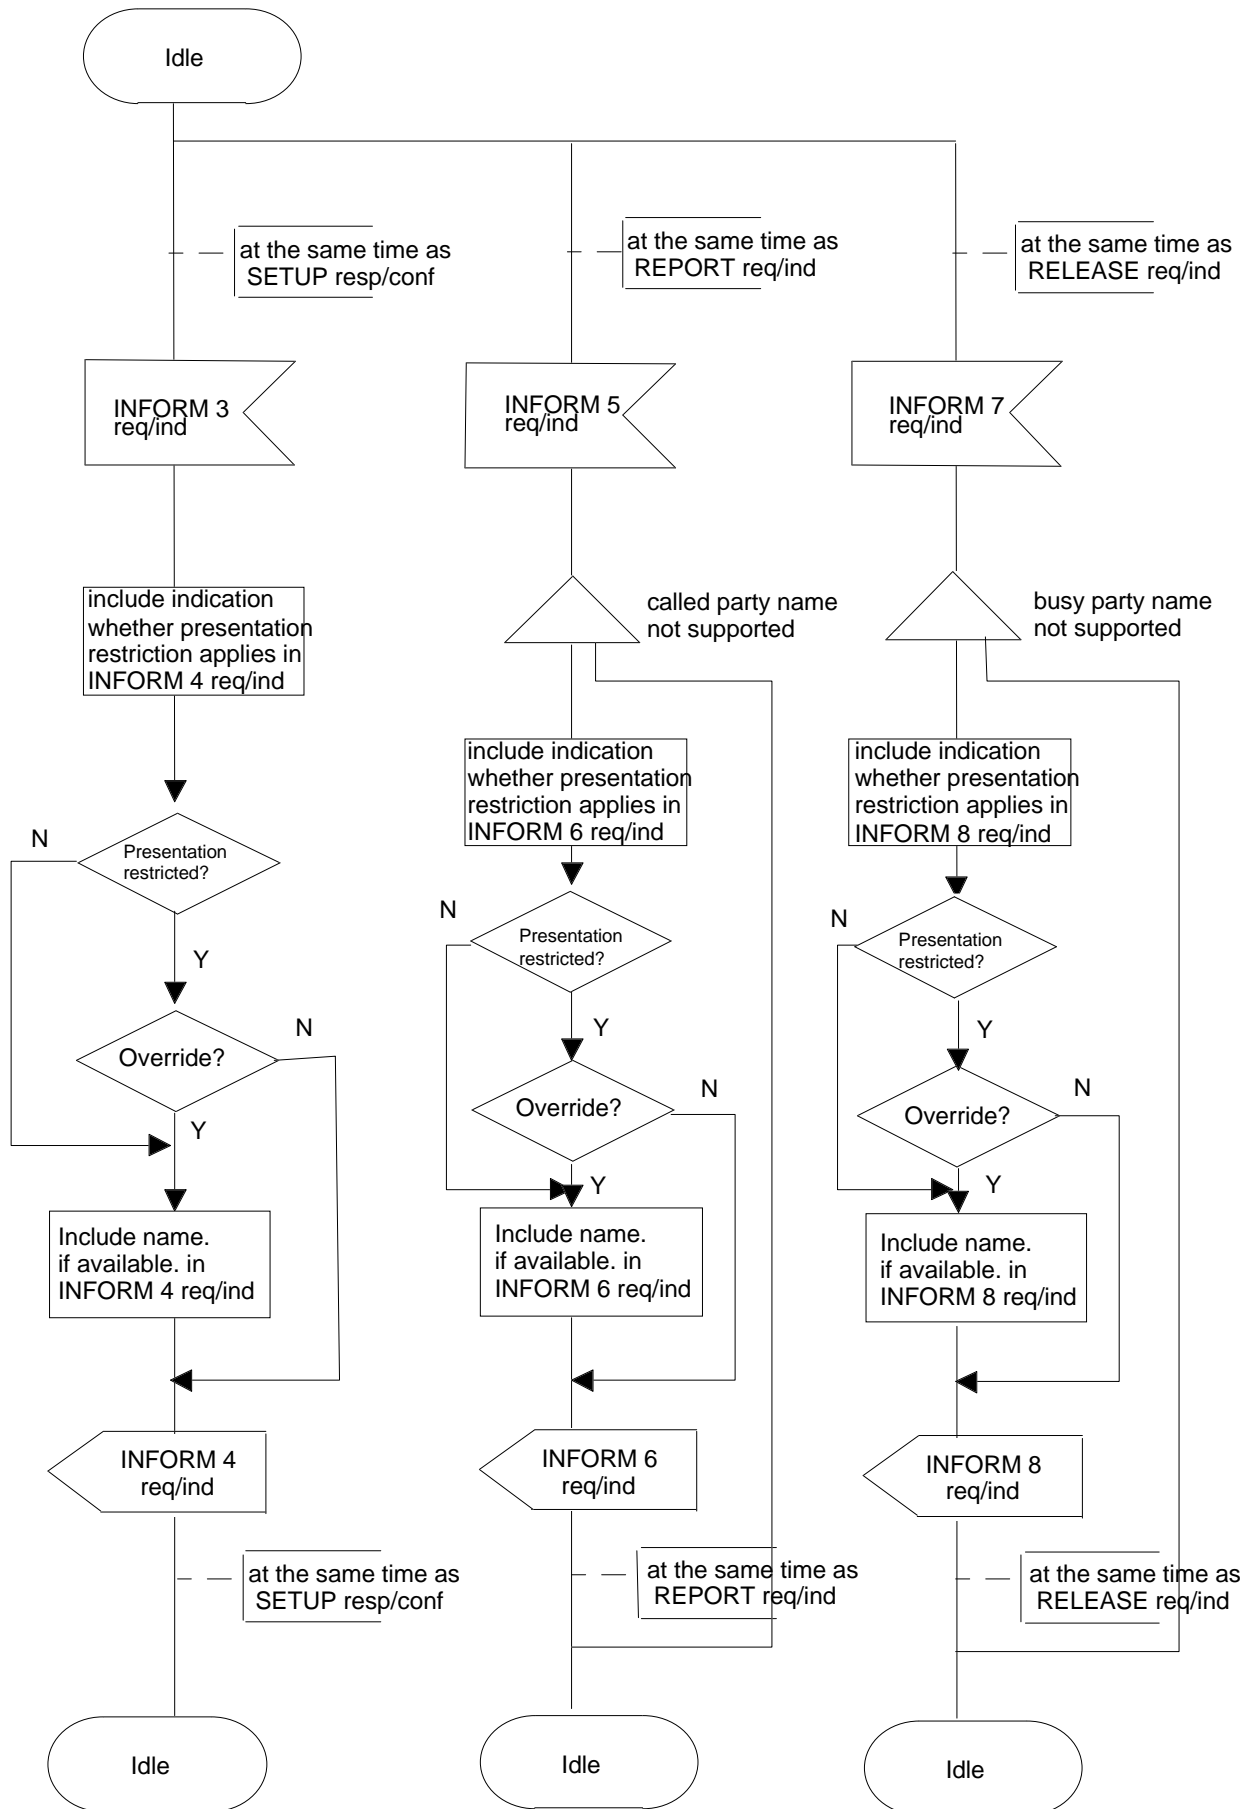 Idle
at the same time as
SETUP resp/conf
at the same time as
REPORT req/ind
at the same time as
RELEASE req/ind
INFORM 3
req/ind
INFORM 5
req/ind
INFORM 7
req/ind
include indication
whether presentation
restriction applies in
INFORM 4 req/ind
called party name
not supported
busy party name
not supported
include indication
whether presentation
restriction applies in
INFORM 6 req/ind
include indication
whether presentation
restriction applies in
INFORM 8 req/ind
N
Presentation
restricted?
Y
N
Presentation
restricted?
Y
N
Presentation
restricted?
Y
Override?
N
Y
Override?
N
Y
Override?
N
Y
Include name.
if available. in
INFORM 4 req/ind
Include name.
if available. in
INFORM 6 req/ind
Include name.
if available. in
INFORM 8 req/ind
INFORM 4
req/ind
INFORM 6
req/ind
INFORM 8
req/ind
at the same time as
SETUP resp/conf
at the same time as
REPORT req/ind
at the same time as
RELEASE req/ind
Idle
Idle
Idle